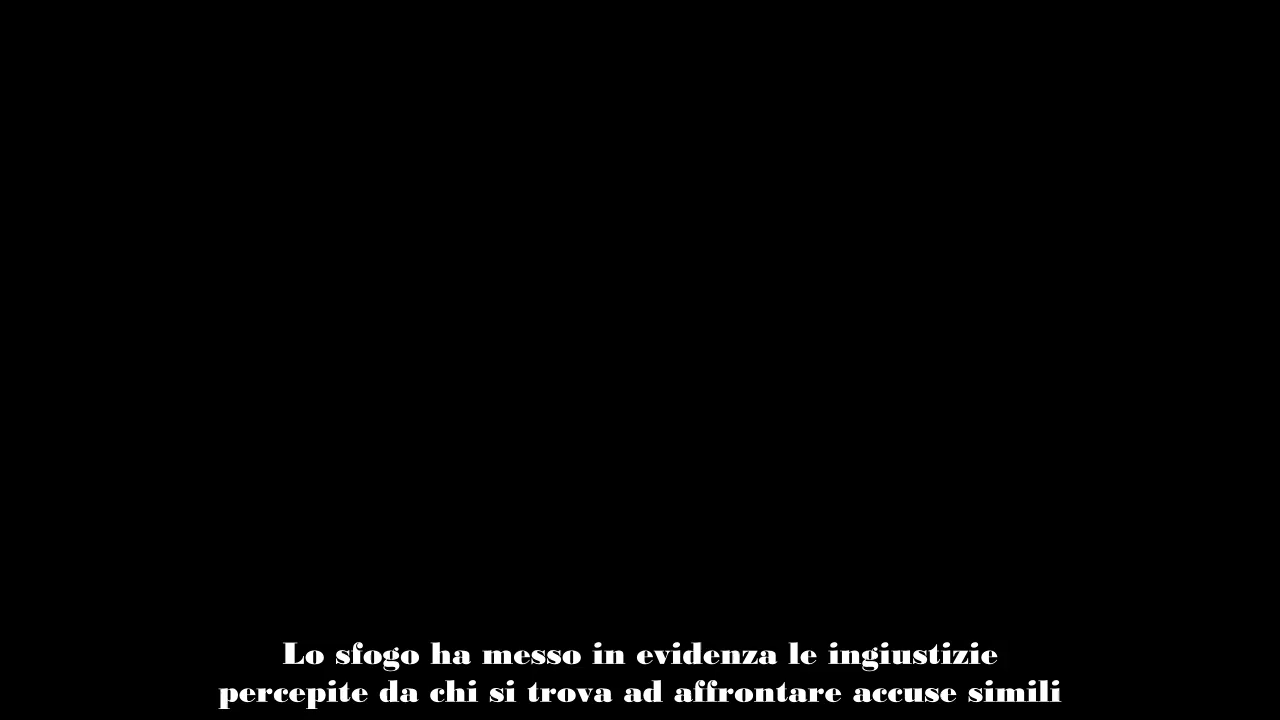 Lo sfogo ha messo in evidenza le ingiustizie
percepite da chi si trova ad affrontare accuse simili